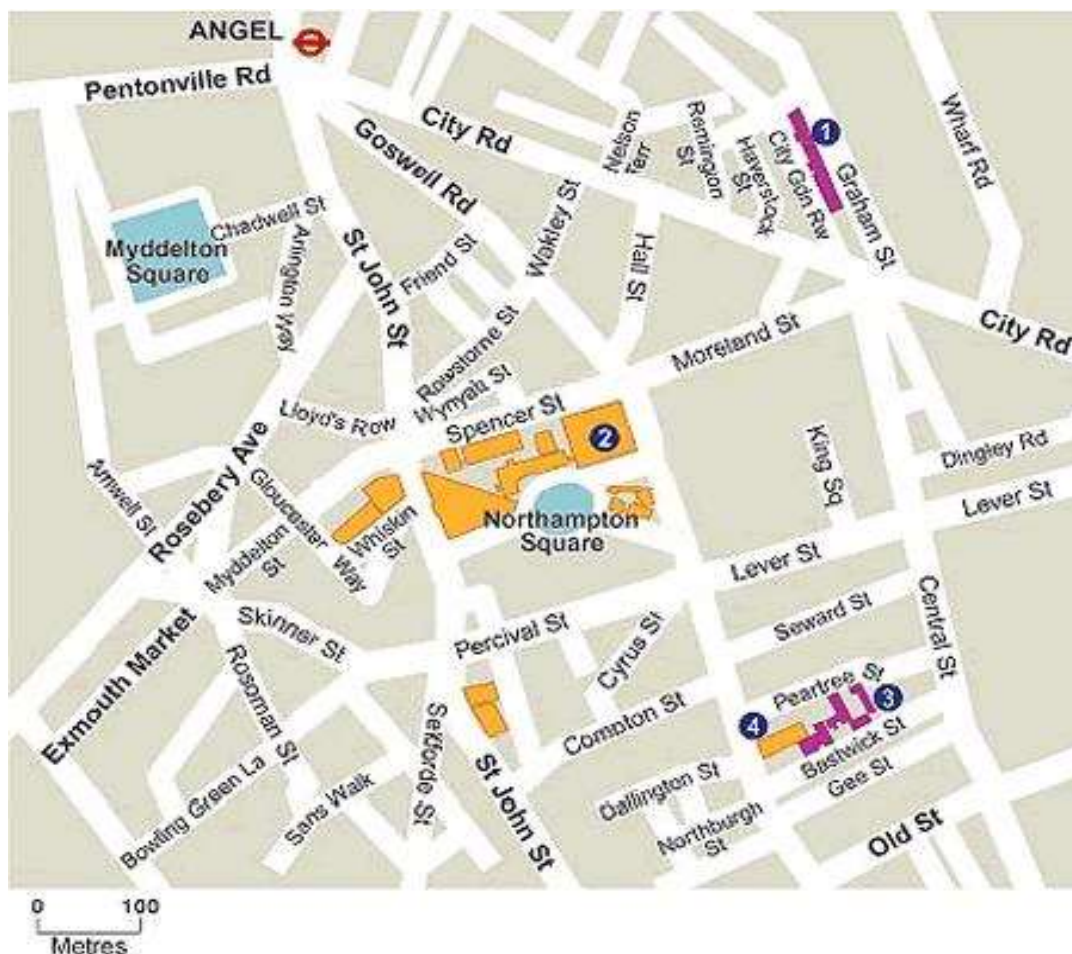 ANGEL
Pentonville Rd
City Rd
Goswell Rd
Nelson
Terr
Remington
St
Haverstock
St
City Gdn Rw
1
Graham St
Wharf Rd
Chadwell St
Myddelton
Square
Arlington Way
St John St
Friend St
Wakley St
Hall St
Rawstorne St
Wynyatt St
Moreland St
City Rd
Lloyd's Row
Spencer St
2
King Sq
Dingley Rd
Amwell St
Rosebery Ave
Gloucester
Way
Whiskin
St
Northampton
Square
Lever St
Myddelton
St
Lever St
Skinner St
Percival St
Cyrus St
Seward St
Central St
Exmouth Market
Rosoman St
Sekforde St
Compton St
Peartree St
3
4
Bastwick St
Gee St
Dallington St
Bowling Green La
Sans Walk
St John St
Northburgh
St
Old St
0 100
Metres